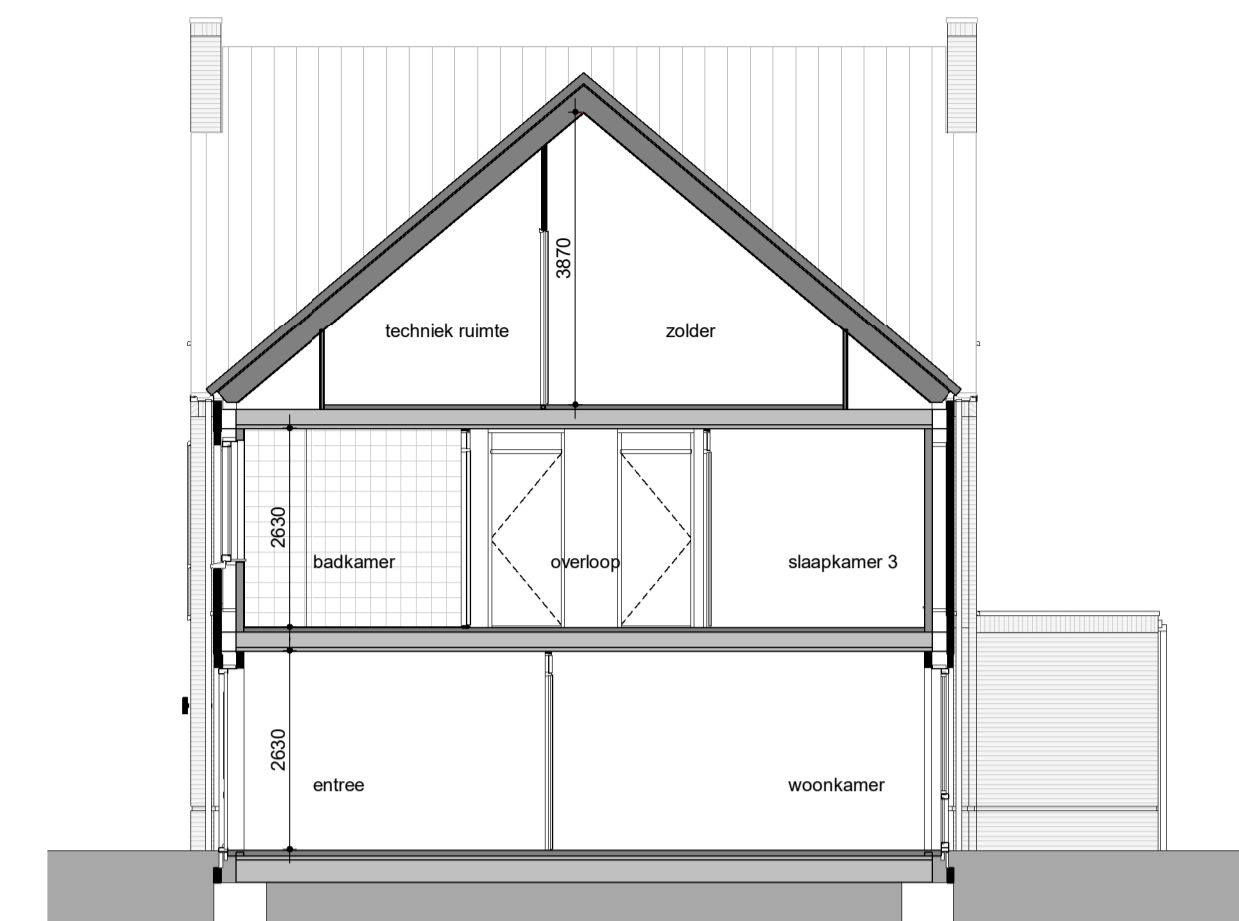 3870
techniek ruimte
zolder
2630
badkamer
overloop
slaapkamer 3
2630
entree
woonkamer